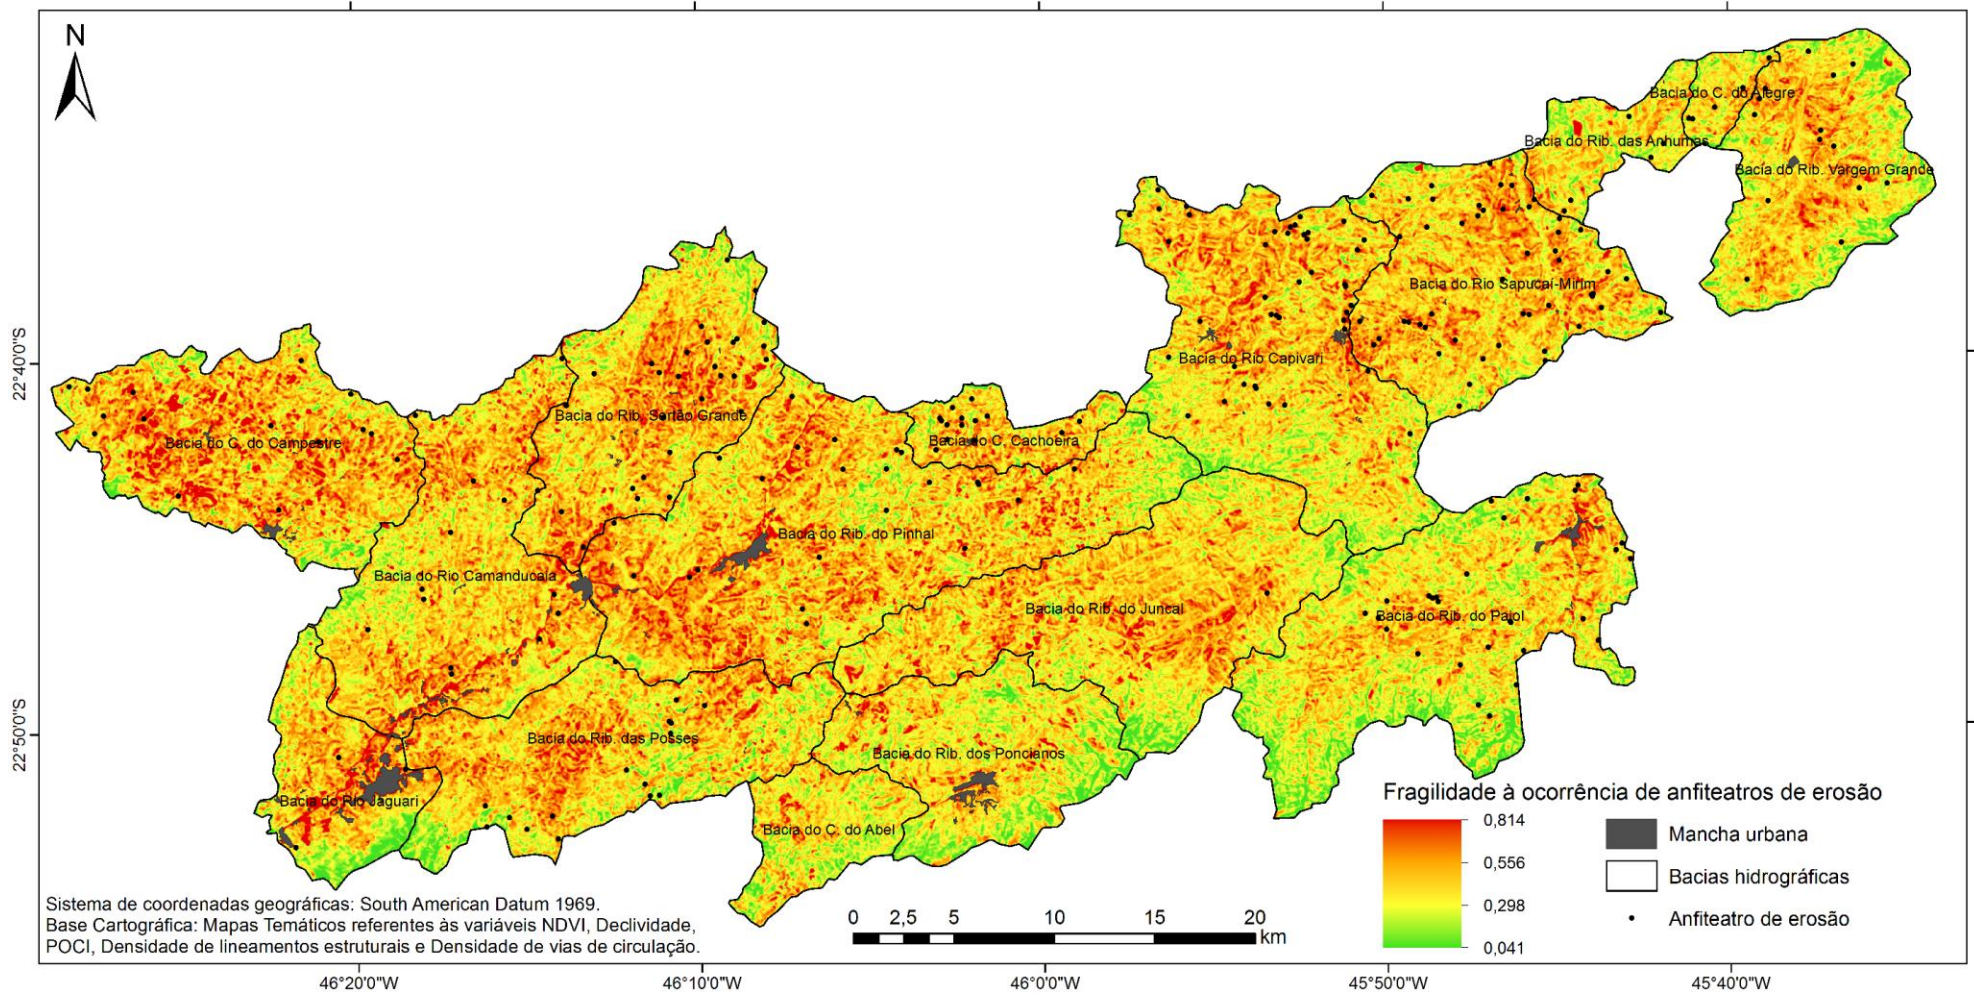 N
Bacia do C. do Alegre
Bacia do Rib. das Anhumas
Bacia do Rib. Vargem Grande
Bacia do Rio Sapucaí-Mirim
Bacia do Rio Capivari
22°40'0"S
Bacia do Rib. Sertão Grande
Bacia do C. do Campestre
Bacia do C. Cachoeira
Bacia do Rib. do Pinhal
Bacia do Rio Camanducaia
Bacia do Rib. do Juncal
Bacia do Rib. do Paiol
22°50'0"S
Bacia do Rib. das Posses
Bacia do Rib. dos Poncianos
Bacia do Rio Jaguari
Bacia do C. do Abel
Fragilidade à ocorrência de anfiteatros de erosão
0,814
0,556
0,298
0,041
Mancha urbana
Bacias hidrográficas
Anfiteatro de erosão
Sistema de coordenadas geográficas: South American Datum 1969.
Base Cartográfica: Mapas Temáticos referentes às variáveis NDVI, Declividade,
POCI, Densidade de lineamentos estruturais e Densidade de vias de circulação.
0 2,5 5 10 15 20
km
46°20'0"W 46°10'0"W 46°0'0"W 45°50'0"W 45°40'0"W